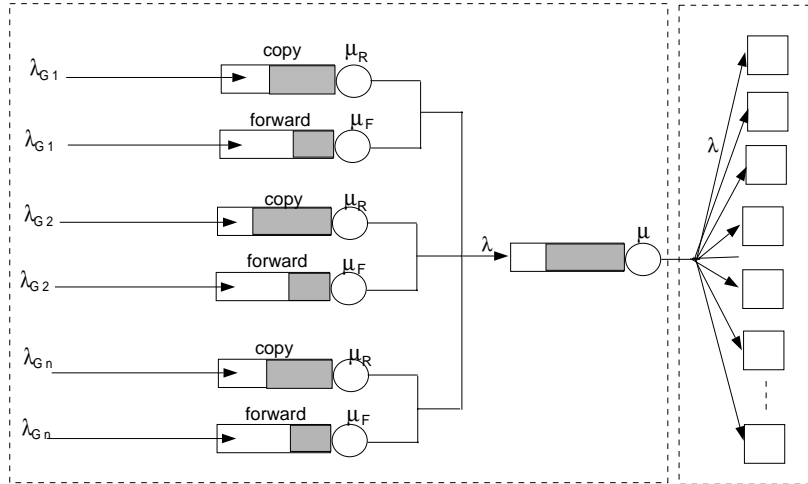 copy
λG 1 μR
forward
λG 1 μF
copy
λG 2 μR
λ
forward
λG 2 μF
λ μ
copy
λG n μR
forward
λG n μF